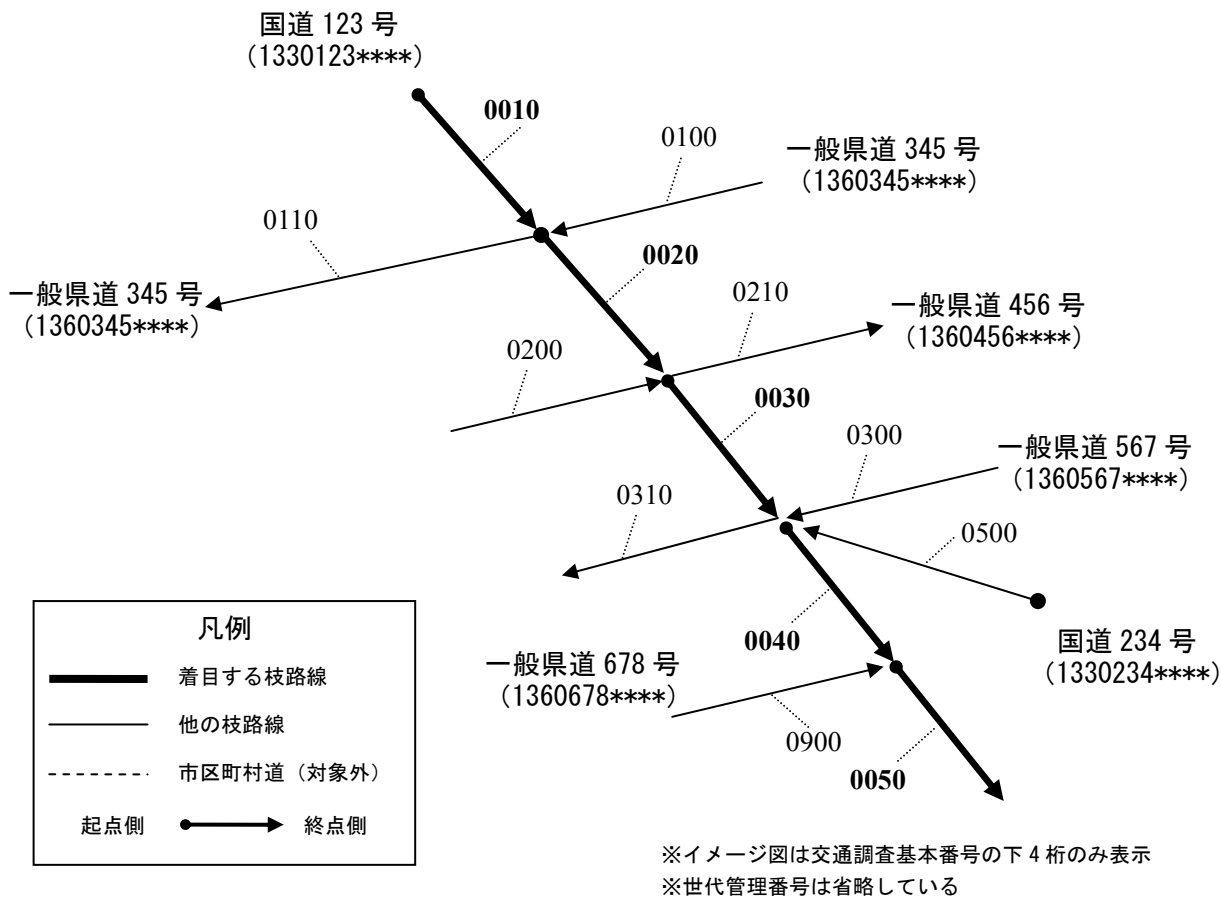 国道 123 号
(1330123****)
0010
0100
一般県道 345 号
(1360345****)
0110
0020
一般県道 345 号
(1360345****)
0210
一般県道 456 号
(1360456****)
0200
0030
0300
一般県道 567 号
(1360567****)
0310
0500
凡例
着目する枝路線
他の枝路線
市区町村道（対象外）
起点側
終点側
0040
一般県道 678 号
(1360678****)
国道 234 号
(1330234****)
0900
0050
※イメージ図は交通調査基本番号の下 4 桁のみ表示
※世代管理番号は省略している